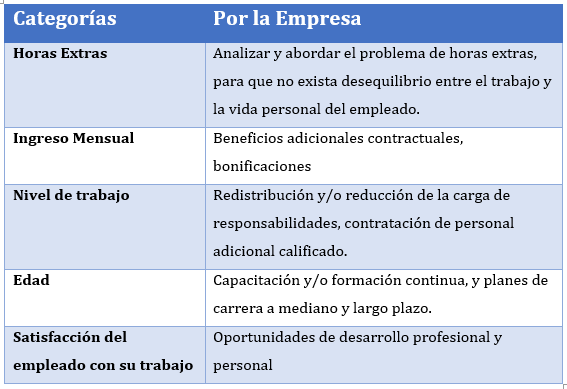 Categorías
Por la Empresa
Horas Extras
Analizar y abordar el problema de horas extras,
para que no exista desequilibrio entre el trabajo y
la vida personal del empleado.
Ingreso Mensual
Beneficios adicionales contractuales,
bonificaciones
Nivel de trabajo
Redistribución y/o reducción de la carga de
responsabilidades, contratación de personal
adicional calificado.
Edad
Capacitación y/o formación continua, y planes de
carrera a mediano y largo plazo.
Satisfacción del
empleado con su trabajo
Oportunidades de desarrollo profesional y
personal